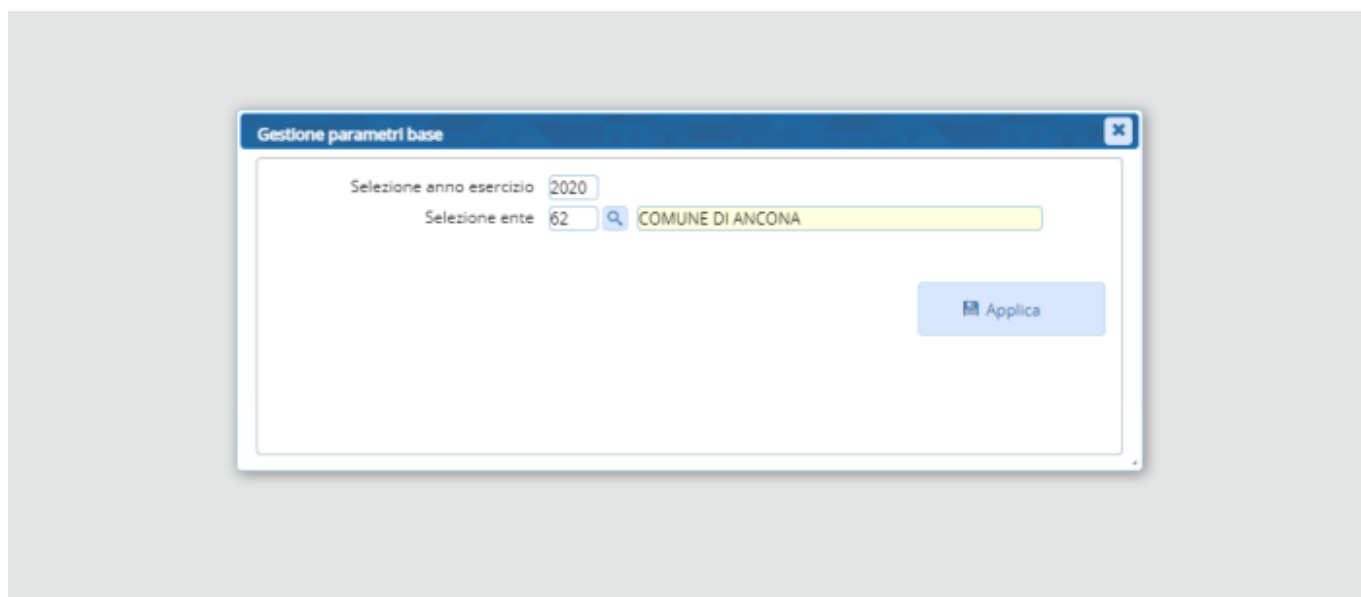 Gestione parametri base
Selezione anno esercizio 2020
Selezione ente 62 COMUNE DI ANCONA
Applica